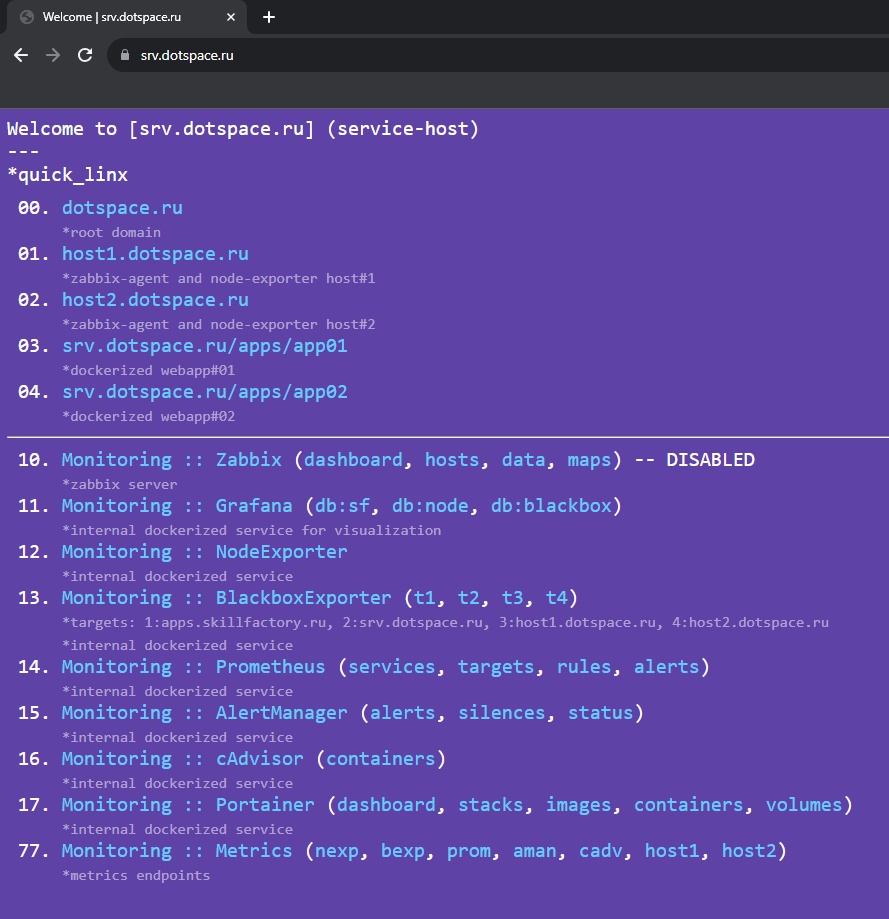 Welcome | srv.dotspace.ru
srv.dotspace.ru
Welcome to [srv.dotspace.ru] (service-host)
---
*quick_linx
00. dotspace.ru
*root domain
01. host1.dotspace.ru
*zabbix-agent and node-exporter host#1
02. host2.dotspace.ru
*zabbix-agent and node-exporter host#2
03. srv.dotspace.ru/apps/app01
*dockerized webapp#01
04. srv.dotspace.ru/apps/app02
*dockerized webapp#02
10. Monitoring :: Zabbix (dashboard, hosts, data, maps) -- DISABLED
*zabbix server
11. Monitoring :: Grafana (db:sf, db:node, db:blackbox)
*internal dockerized service for visualization
12. Monitoring :: NodeExporter
*internal dockerized service
13. Monitoring :: BlackboxExporter (t1, t2, t3, t4)
*targets: 1:apps.skillfactory.ru, 2:srv.dotspace.ru, 3:host1.dotspace.ru, 4:host2.dotspace.ru
*internal dockerized service
14. Monitoring :: Prometheus (services, targets, rules, alerts)
*internal dockerized service
15. Monitoring :: AlertManager (alerts, silences, status)
*internal dockerized service
16. Monitoring :: cAdvisor (containers)
*internal dockerized service
17. Monitoring :: Portainer (dashboard, stacks, images, containers, volumes)
*internal dockerized service
77. Monitoring :: Metrics (nexp, bexp, prom, aman, cadv, host1, host2)
*metrics endpoints